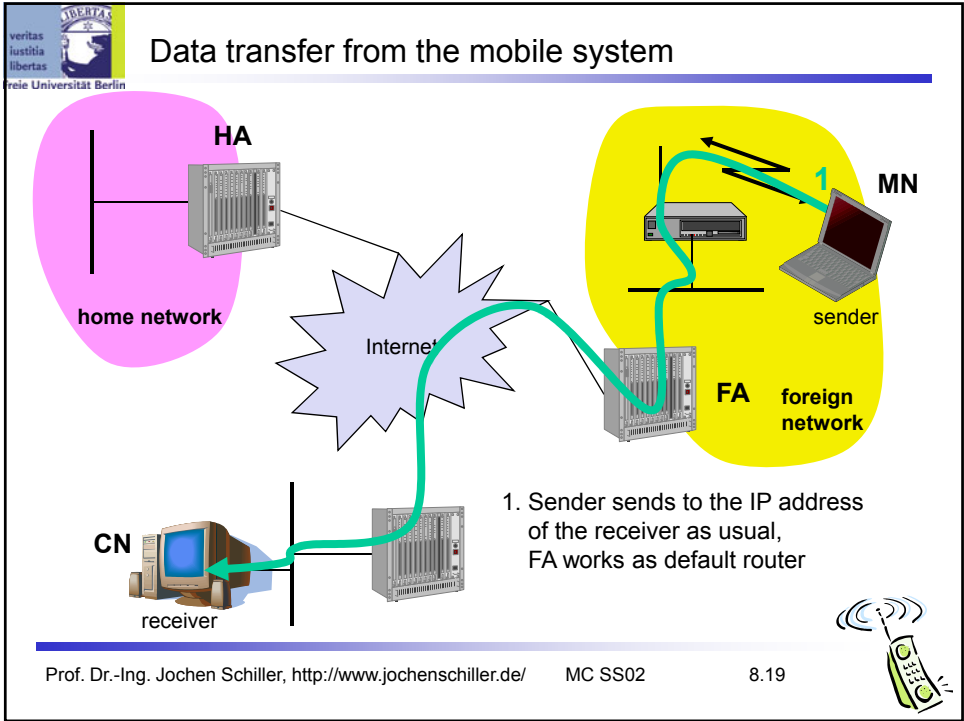 veritas
iustitia
libertas
LIBERTAS
Freie Universität Berlin
Data transfer from the mobile system
HA
1
MN
home network
sender
Internet
FA
foreign
network
1. Sender sends to the IP address
of the receiver as usual,
FA works as default router
CN
receiver
Prof. Dr.-Ing. Jochen Schiller, http://www.jochenschiller.de/ MC SS02 8.19